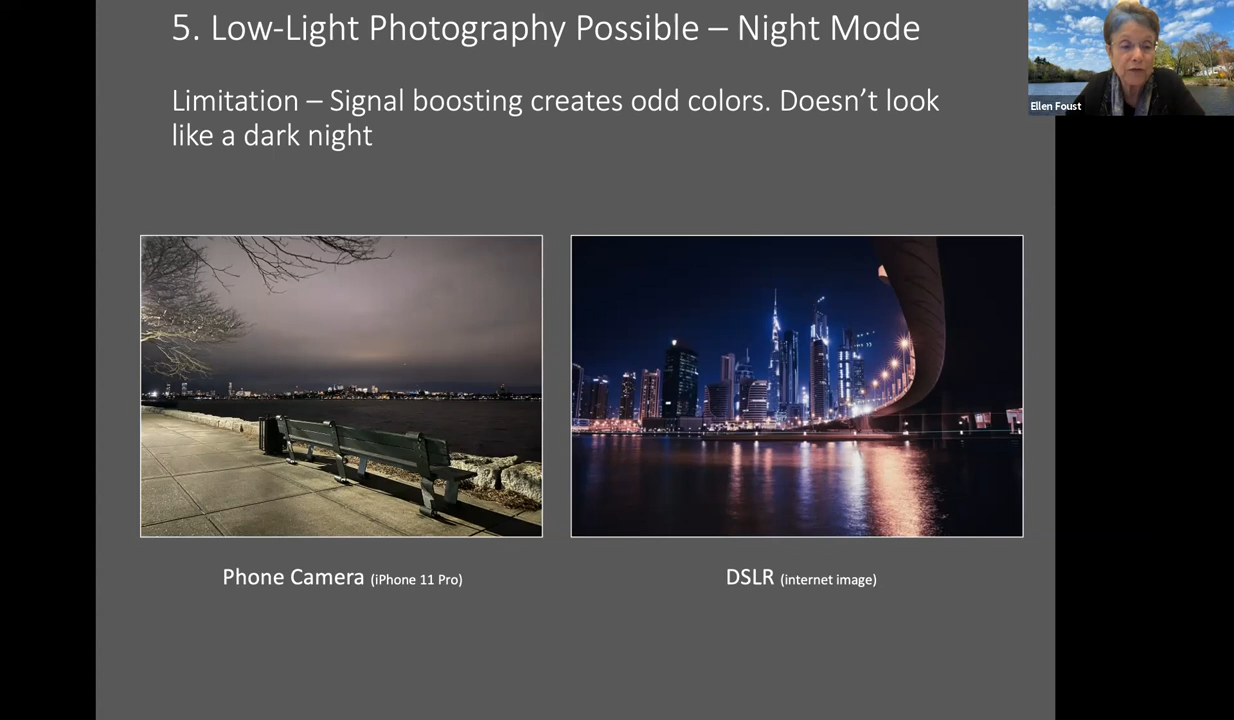 5. Low-Light Photography Possible – Night Mode
Limitation – Signal boosting creates odd colors. Doesn’t look
like a dark night
Ellen Foust
Phone Camera (iPhone 11 Pro)
DSLR (internet image)